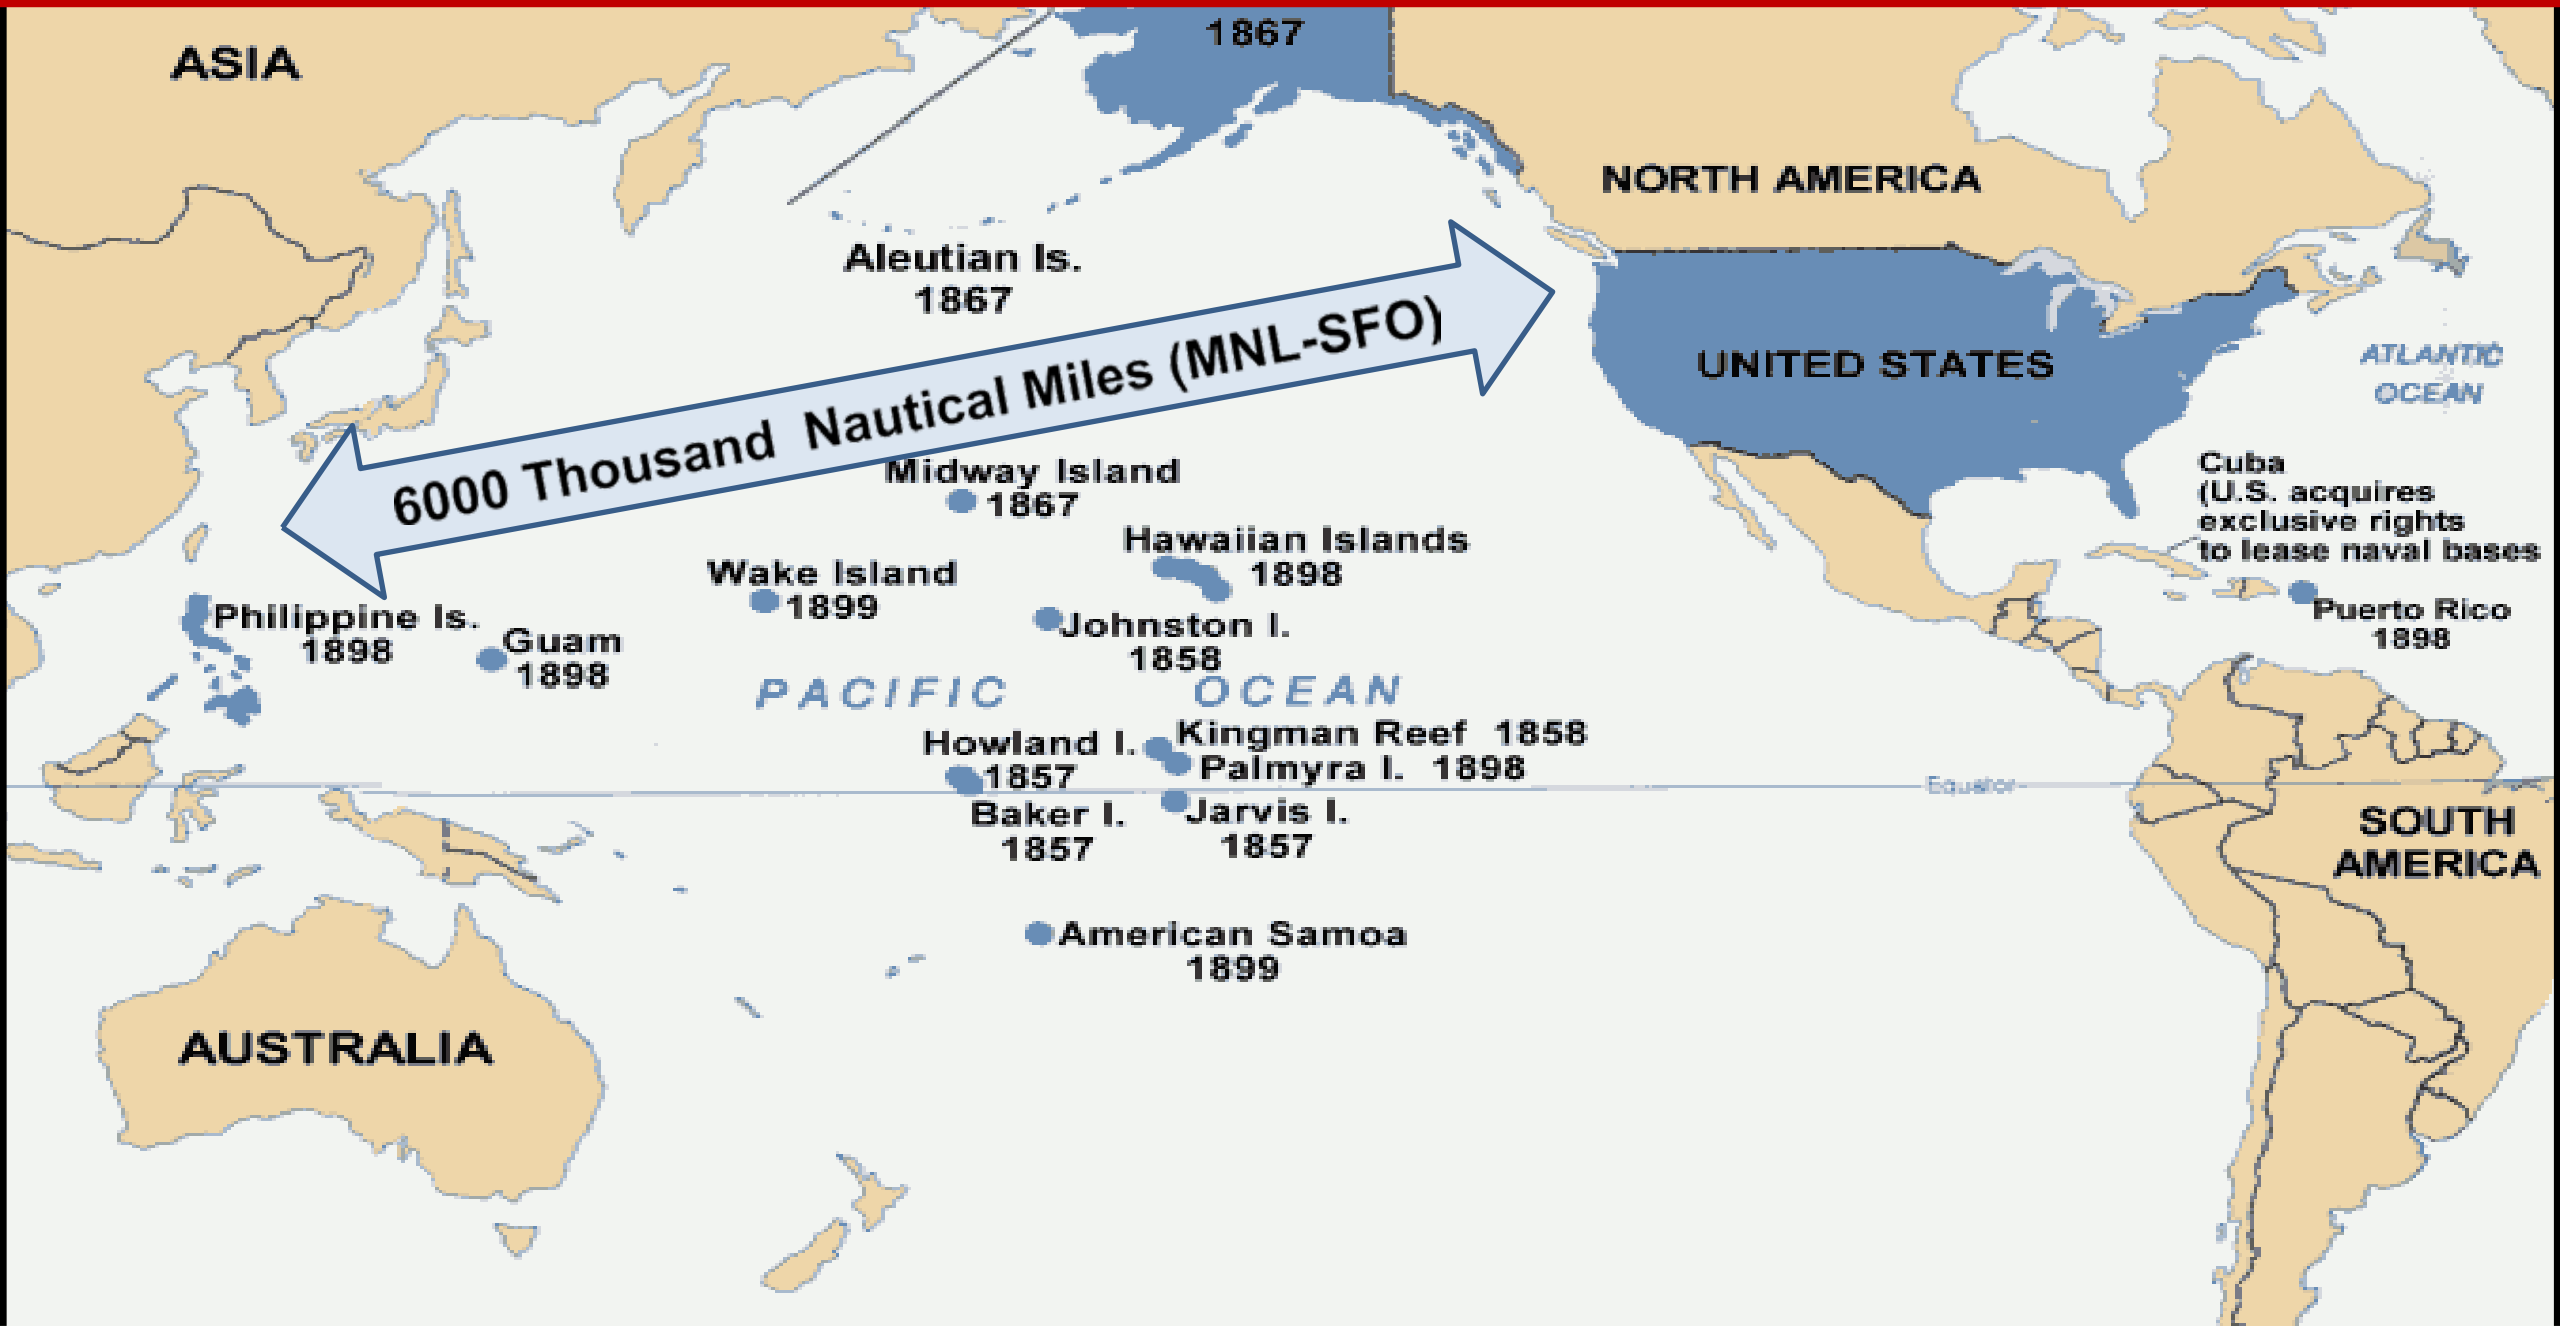 1867
ASIA
NORTH AMERICA
Aleutian Is.
1867
6000 Thousand  Nautical Miles (MNL-SFO)
UNITED STATES
ATLANTIC
OCEAN
Midway Island
1867
Cuba
(U.S. acquires
exclusive rights
to lease naval bases
Hawaiian Islands
1898
Wake Island
1899
Philippine Is.
1898
Guam
1898
Johnston I.
1858
Puerto Rico
1898
PACIFIC OCEAN
Kingman Reef 1858
Howland I.
1857
Palmyra I. 1898
Equator
Baker I.
1857
Jarvis I.
1857
SOUTH
AMERICA
American Samoa
1899
AUSTRALIA